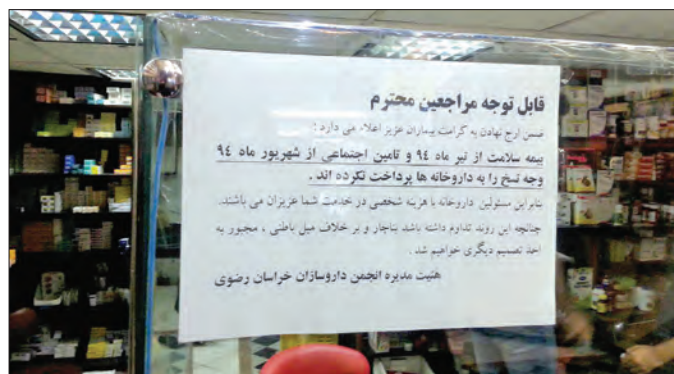 قابل توجه مراجعین محترم
ضمن ارج نهادن به کرامت بیماران عزیز اعلام می دارد :
بیمه سلامت از تیر ماه ٩٤ و تامین اجتماعی از شهریور ماه ٩٤
وجه نسخ را به داروخانه ها پرداخت نکرده اند .
بنابراین مسئولین داروخانه با هزینه شخصی در خدمت شما عزیزان می باشند.
چنانچه این روند تداوم داشته باشد بناچار و بر خلاف میل باطنی ، مجبور به
اخذ تصمیم دیگری خواهیم شد .
هئیت مدیره انجمن داروسازان خراسان رضوی